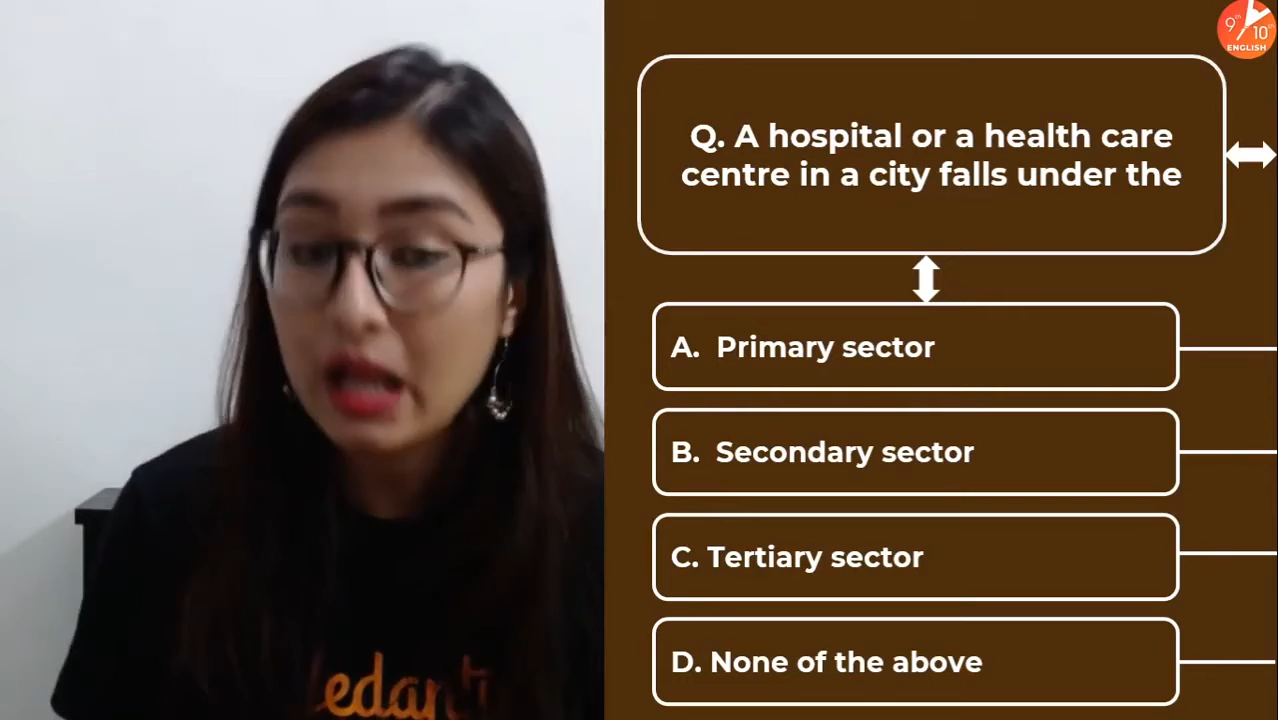 9th
10th
ENGLISH
Q. A hospital or a health care
centre in a city falls under the
A. Primary sector
B. Secondary sector
C. Tertiary sector
D. None of the above